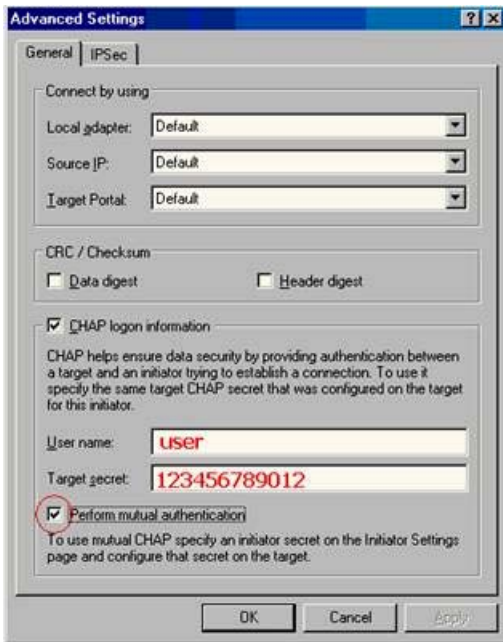 Advanced Settings
General
IPSec
Connect by using
Local adapter: Default
Source IP: Default
Target Portal: Default
CRC / Checksum
Data digest
Header digest
CHAP logon information
CHAP helps ensure data security by providing authentication between
a target and an initiator trying to establish a connection. To use it
specify the same target CHAP secret that was configured on the target
for this initiator.
User name: user
Target secret: 123456789012
Perform mutual authentication
To use mutual CHAP specify an initiator secret on the Initiator Settings
page and configure that secret on the target.
OK
Cancel
Apply